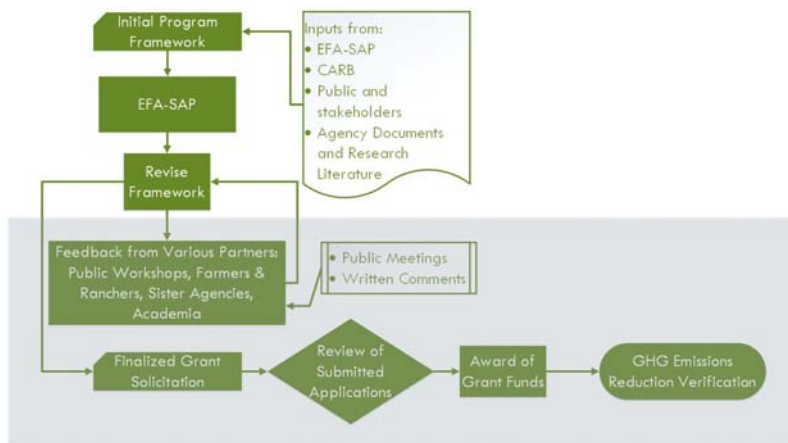 Initial Program
Framework
Inputs from:
• EFA-SAP
• CARB
• Public and
stakeholders
• Agency Documents
and Research
Literature
EFA-SAP
Revise
Framework
Feedback from Various Partners:
Public Workshops, Farmers &
Ranchers, Sister Agencies,
Academia
• Public Meetings
• Written Comments
Finalized Grant
Solicitation
Review of
Submitted
Applications
Award of
Grant Funds
GHG Emissions
Reduction Verification